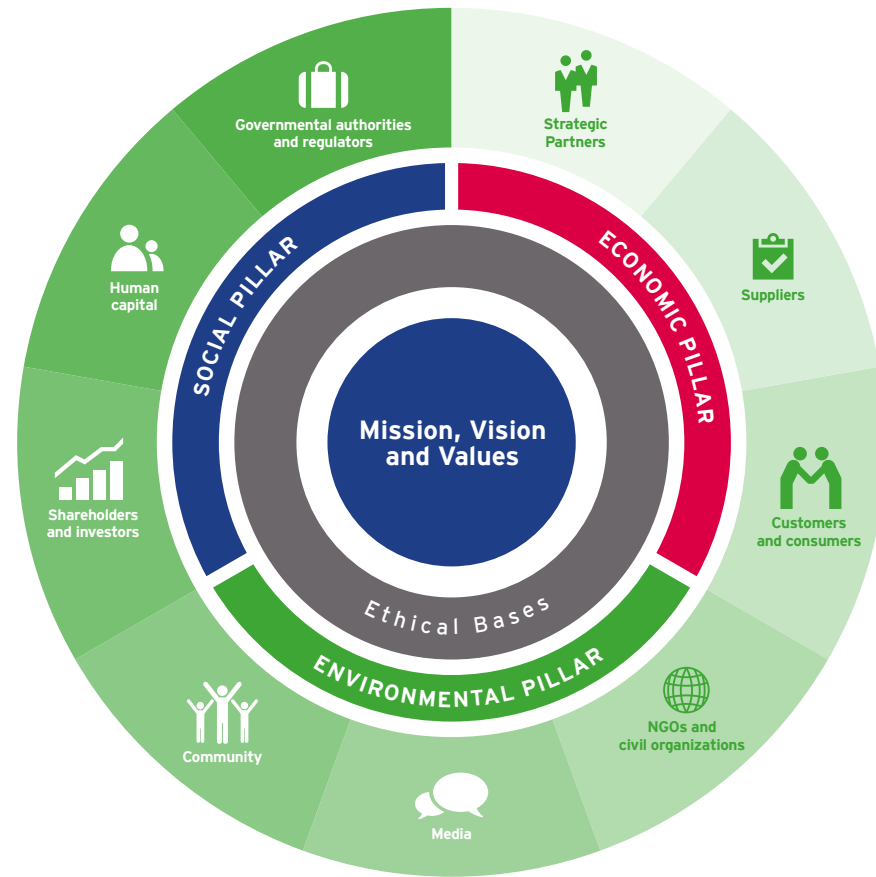 Governmental authorities
and regulators
Strategic
Partners
Suppliers
Customers
and consumers
NGOs and
civil organizations
Media
Community
Shareholders
and investors
Human
capital
SOCIAL PILLAR
ECONOMIC PILLAR
ENVIRONMENTAL PILLAR
Ethical Bases
Mission, Vision
and Values